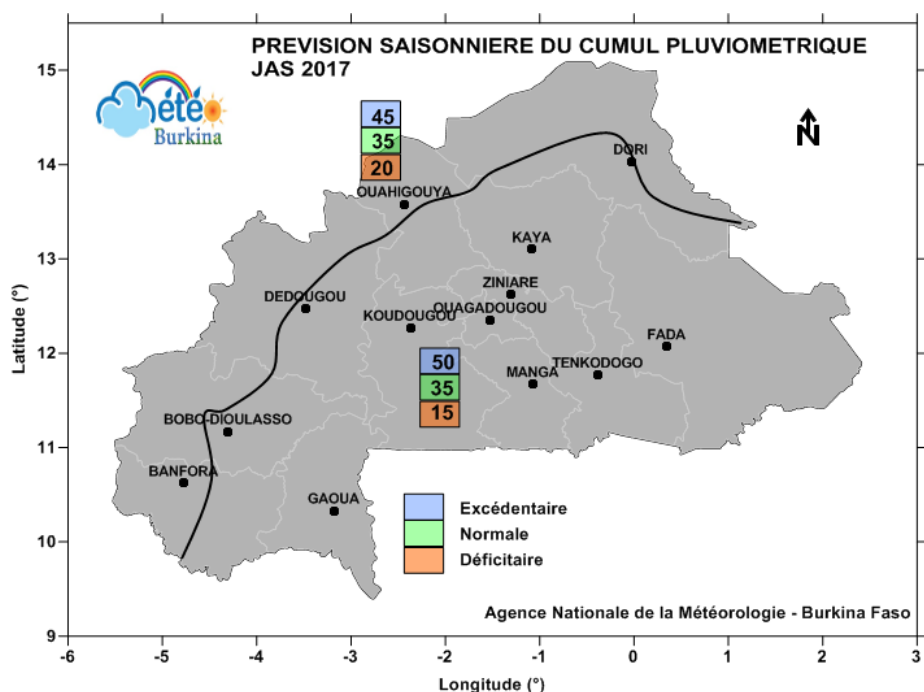 PREVISION SAISONNIERE DU CUMUL PLUVIOMETRIQUE
JAS 2017
Météo
Burkina
N
15
14
13
12
11
10
9
Latitude (°)
45
35
20
OUAHIGOUYA
DORI
KAYA
ZINIARE
DEDOUGOU
OUAGADOUGOU
KOUDOUGOU
FADA
50
35
15
MANGA
TENKODOGO
BOBO-DIOULASSO
BANFORA
GAOUA
Excédentaire
Normale
Déficitaire
Agence Nationale de la Météorologie - Burkina Faso
-6 -5 -4 -3 -2 -1 0 1 2 3
Longitude (°)